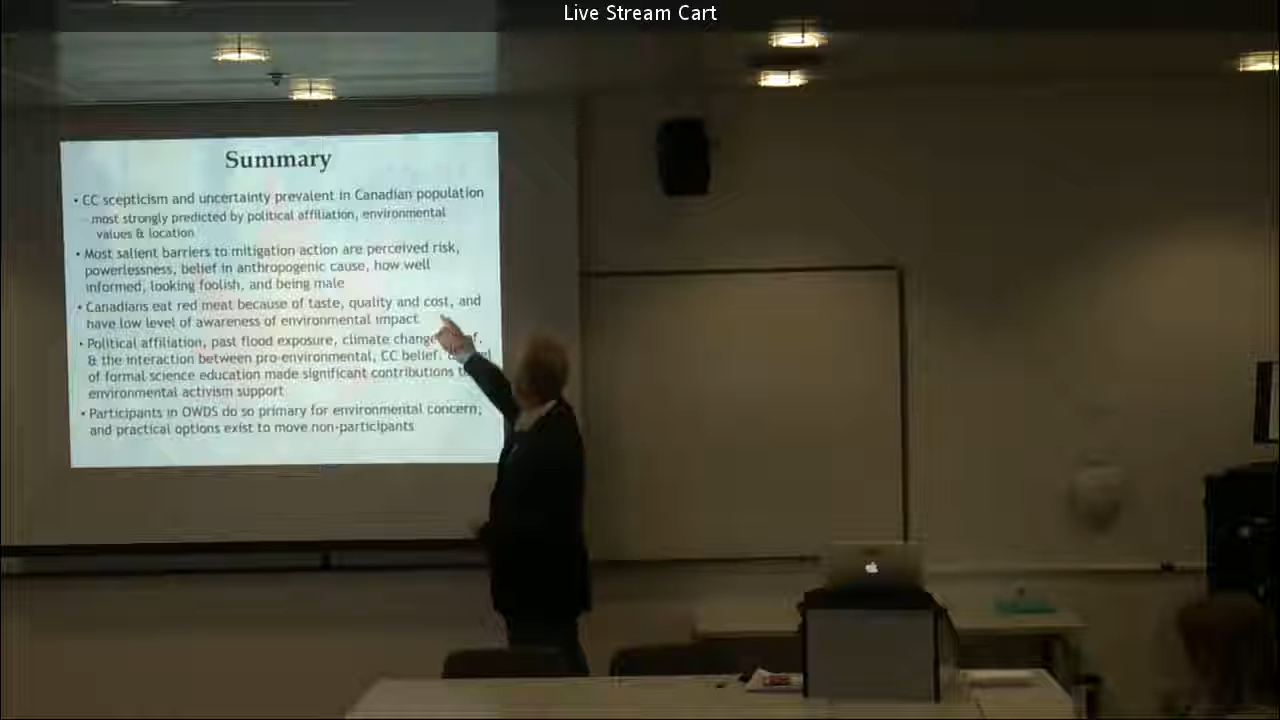 Live Stream Cart
Summary
• CC scepticism and uncertainty prevalent in Canadian population
– most strongly predicted by political affiliation, environmental
values & location
• Most salient barriers to mitigation action are perceived risk,
powerlessness, belief in anthropogenic cause, how well
informed, looking foolish, and being male
• Canadians eat red meat because of taste, quality and cost, and
have low level of awareness of environmental impact
• Political affiliation, past flood exposure, climate change
& the interaction between pro-environmental, CC belief,
of formal science education made significant contributions
environmental activism support
• Participants in OWDS do so primary for environmental concern;
and practical options exist to move non-participants